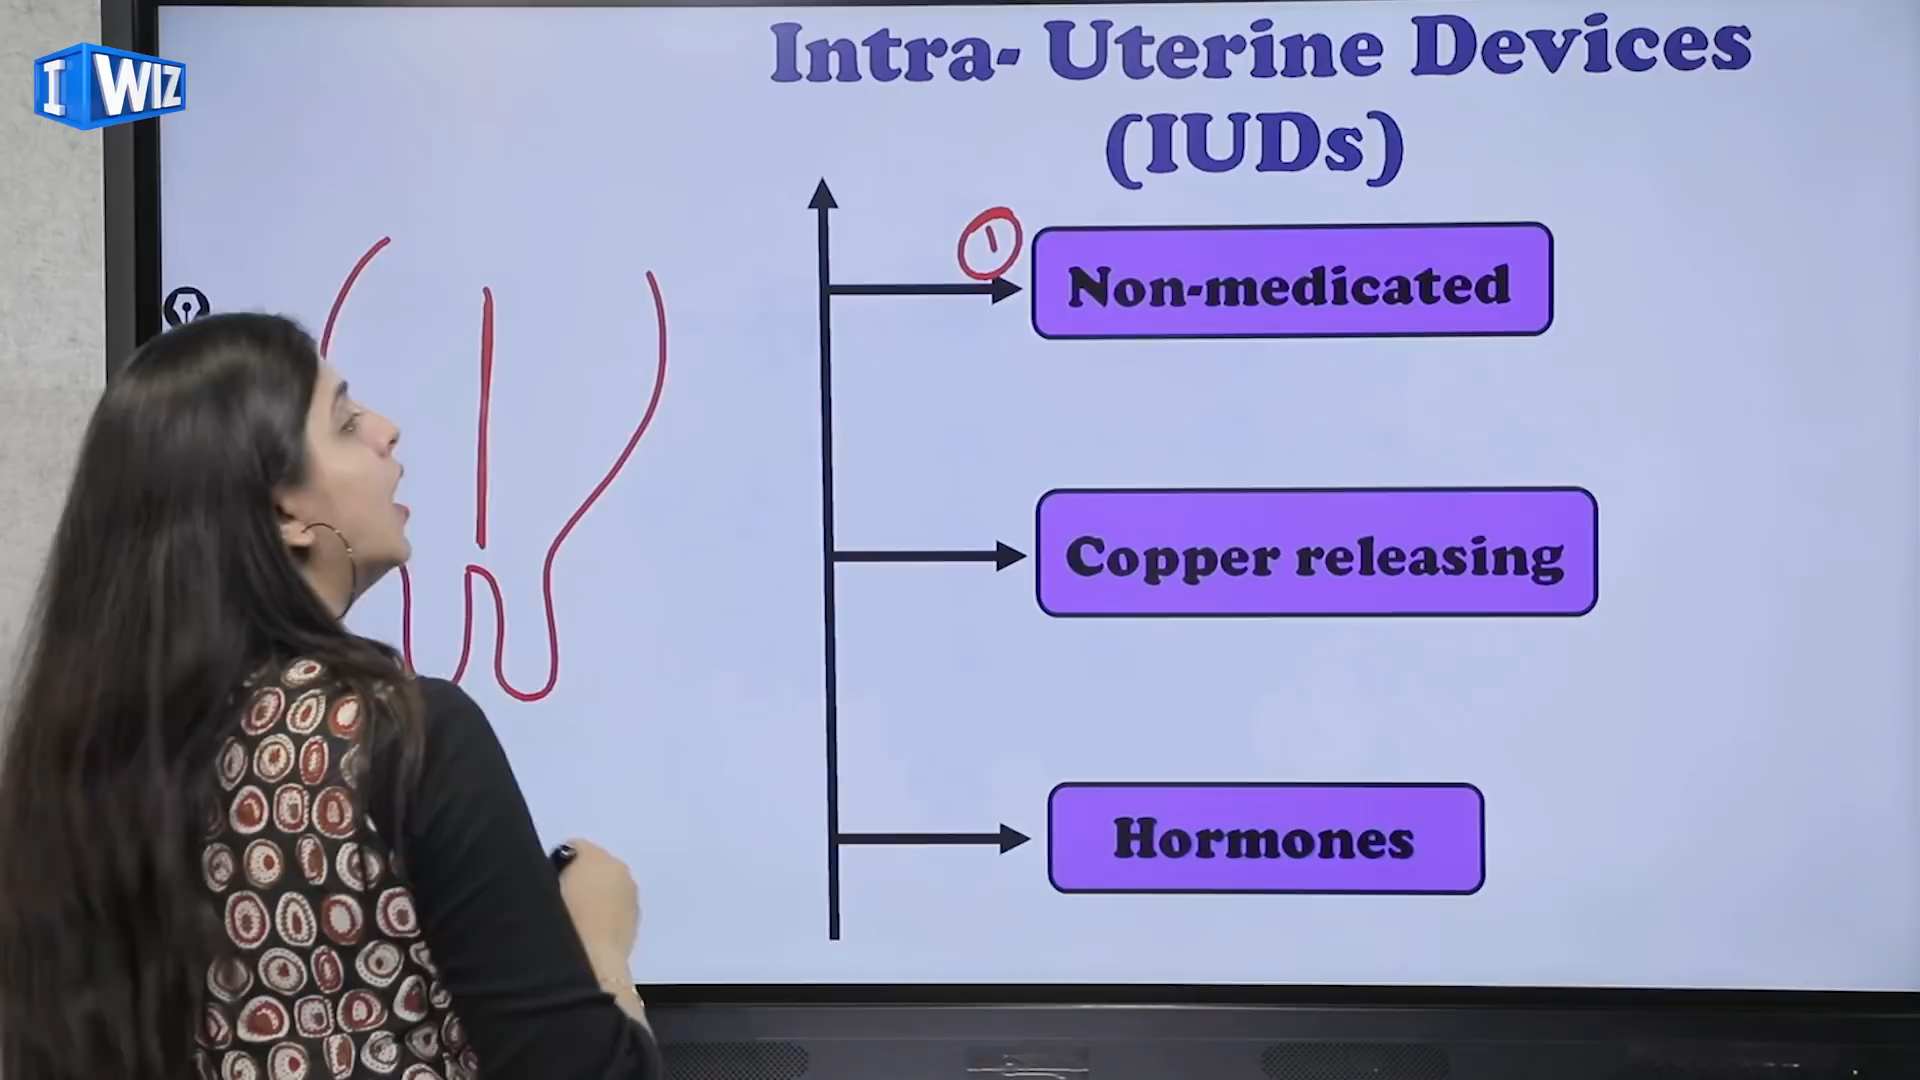 I WIZ
Intra- Uterine Devices
(IUDs)
1
Non-medicated
Copper releasing
Hormones